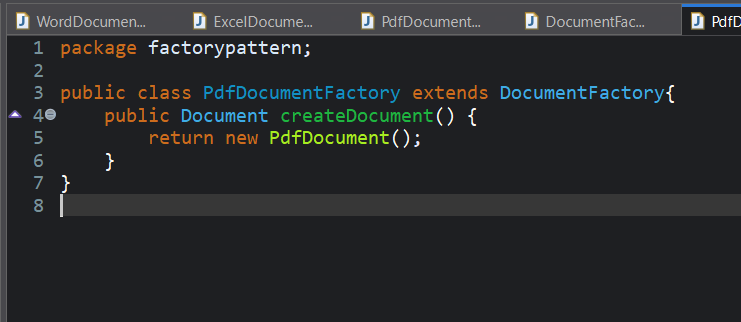 WordDocumen... ExcelDocume... PdfDocument... DocumentFac... PdfD
1 package factorypattern;
2
3 public class PdfDocumentFactory extends DocumentFactory{
4     public Document createDocument() {
5         return new PdfDocument();
6     }
7 }
8